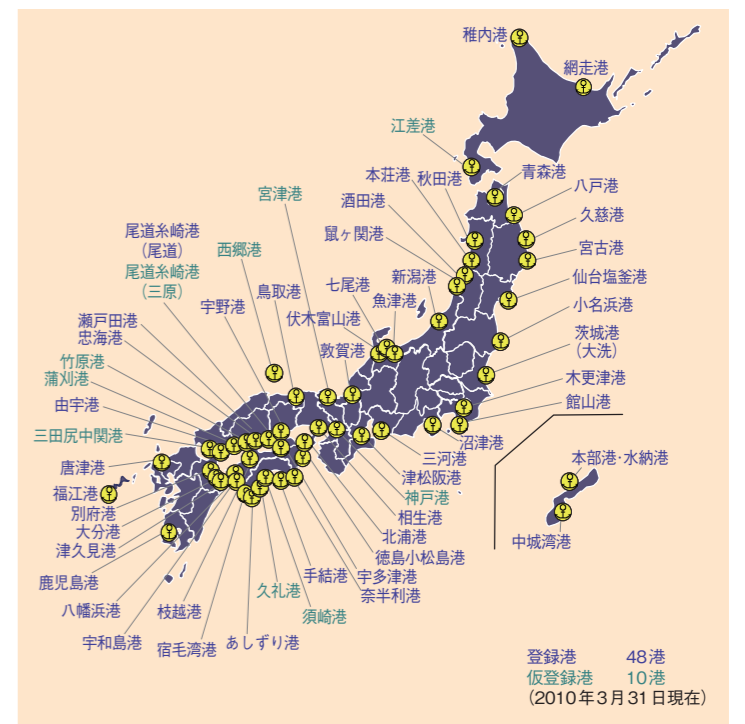 稚内港
網走港
江差港
青森港
本荘港
秋田港
八戸港
宮津港
酒田港
久慈港
尾道糸崎港
（尾道）
西郷港
鼠ヶ関港
宮古港
尾道糸崎港
（三原）
鳥取港
七尾港
新潟港
仙台塩釜港
瀬戸田港
宇野港
魚津港
小名浜港
忠海港
伏木富山港
茨城港
（大洗）
竹原港
敦賀港
蒲刈港
木更津港
由宇港
館山港
三田尻中関港
沼津港
唐津港
三河港
本部港・水納港
福江港
津松阪港
別府港
神戸港
大分港
相生港
津久見港
北浦港
中城湾港
鹿児島港
徳島小松島港
八幡浜港
枝越港
久礼港
手結港
宇多津港
奈半利港
宇和島港
宿毛湾港
あしずり港
須崎港
登録港 48港
仮登録港 10港
（2010年3月31日現在）